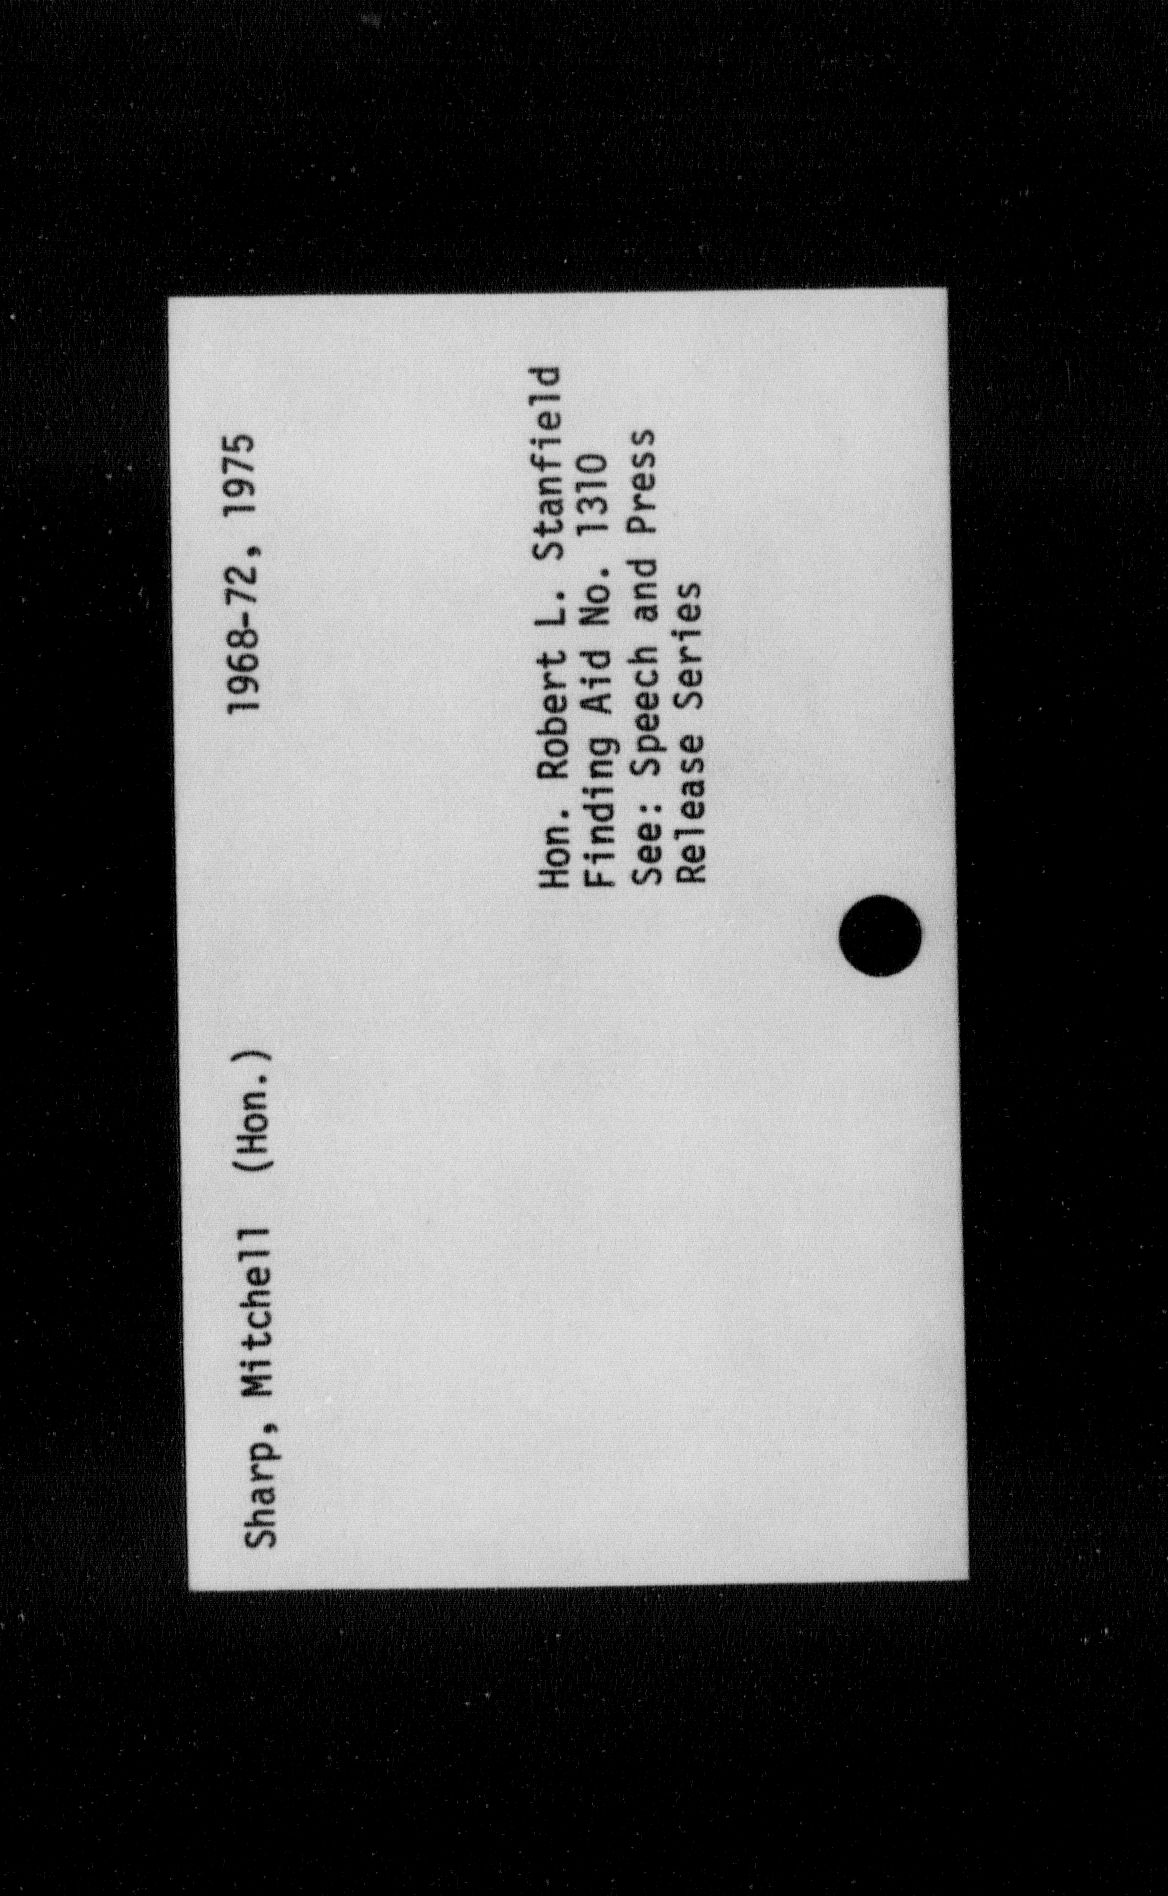 Sharp, Mitchell (Hon.) 1968-72, 1975
Hon. Robert L. Stanfield
Finding Aid No. 1310
See: Speech and Press
Release Series